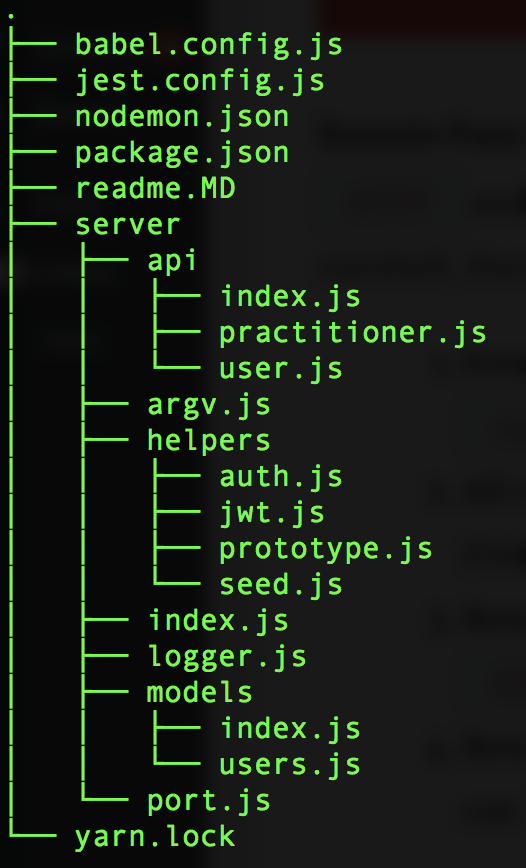 .
├── babel.config.js
├── jest.config.js
├── nodemon.json
├── package.json
├── readme.MD
├── server
│   ├── api
│   │   ├── index.js
│   │   ├── practitioner.js
│   │   └── user.js
│   ├── argv.js
│   ├── helpers
│   │   ├── auth.js
│   │   ├── jwt.js
│   │   ├── prototype.js
│   │   └── seed.js
│   ├── index.js
│   ├── logger.js
│   ├── models
│   │   ├── index.js
│   │   └── users.js
│   └── port.js
└── yarn.lock